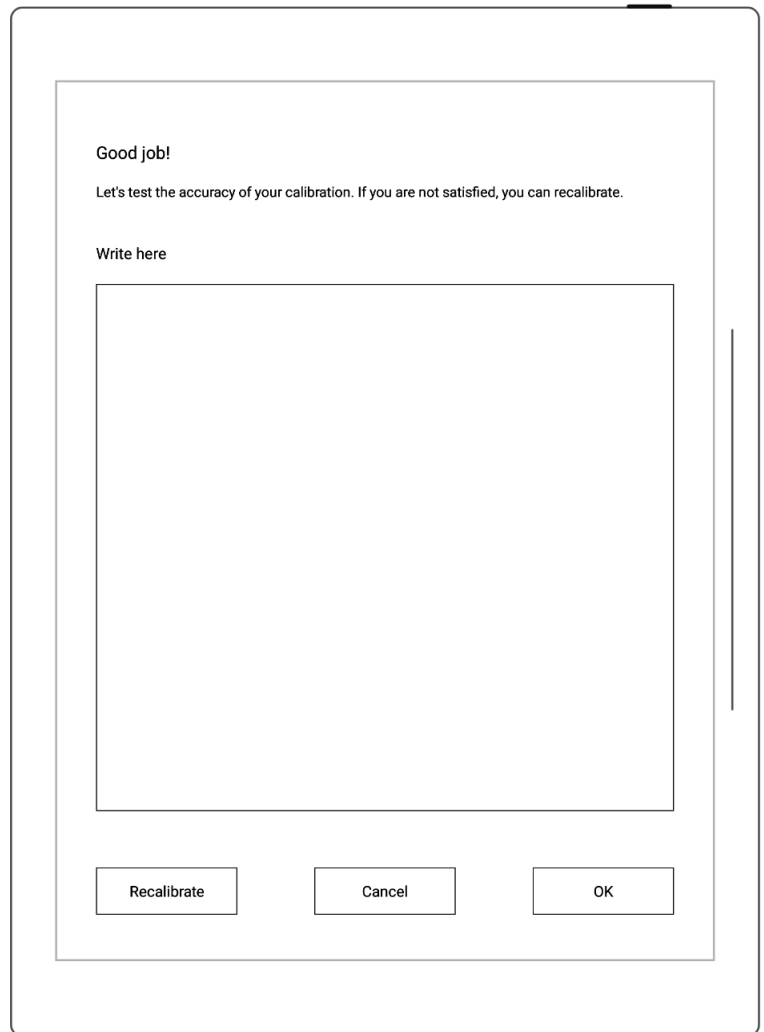 Good job!
Let's test the accuracy of your calibration. If you are not satisfied, you can recalibrate.
Write here
Recalibrate
Cancel
OK